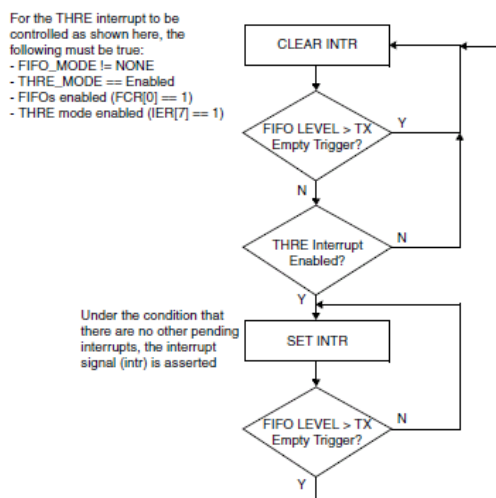 For the THRE interrupt to be
controlled as shown here, the
following must be true:
- FIFO_MODE != NONE
- THRE_MODE == Enabled
- FIFOs enabled (FCR[0] == 1)
- THRE mode enabled (IER[7] == 1)
CLEAR INTR
FIFO LEVEL > TX
Empty Trigger?
Y
N
THRE Interrupt
Enabled?
N
Y
Under the condition that
there are no other pending
interrupts, the interrupt
signal (intr) is asserted
SET INTR
FIFO LEVEL > TX
Empty Trigger?
N
Y